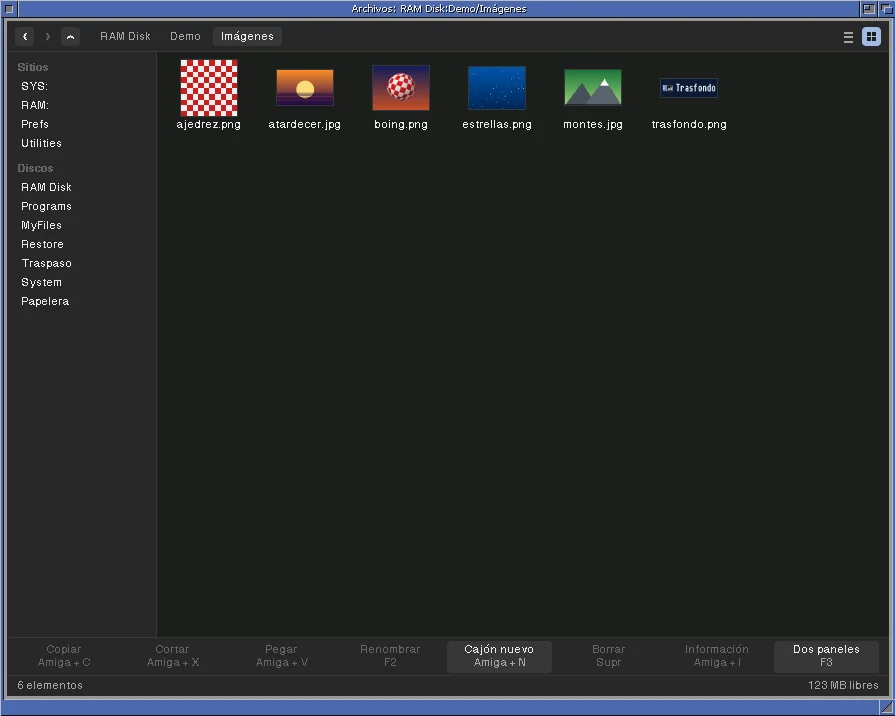 Archivos: RAM Disk:Demo/Imágenes
RAM Disk Demo Imágenes
Sitios
SYS:
RAM:
Prefs
Utilities
Discos
RAM Disk
Programs
MyFiles
Restore
Traspaso
System
Papelera
Trasfondo
ajedrez.png atardecer.jpg boing.png estrellas.png montes.jpg trasfondo.png
Copiar Cortar Pegar Renombrar Cajón nuevo Borrar Información Dos paneles
Amiga + C Amiga + X Amiga + V F2 Amiga + N Supr Amiga + I F3
6 elementos 123 MB libres